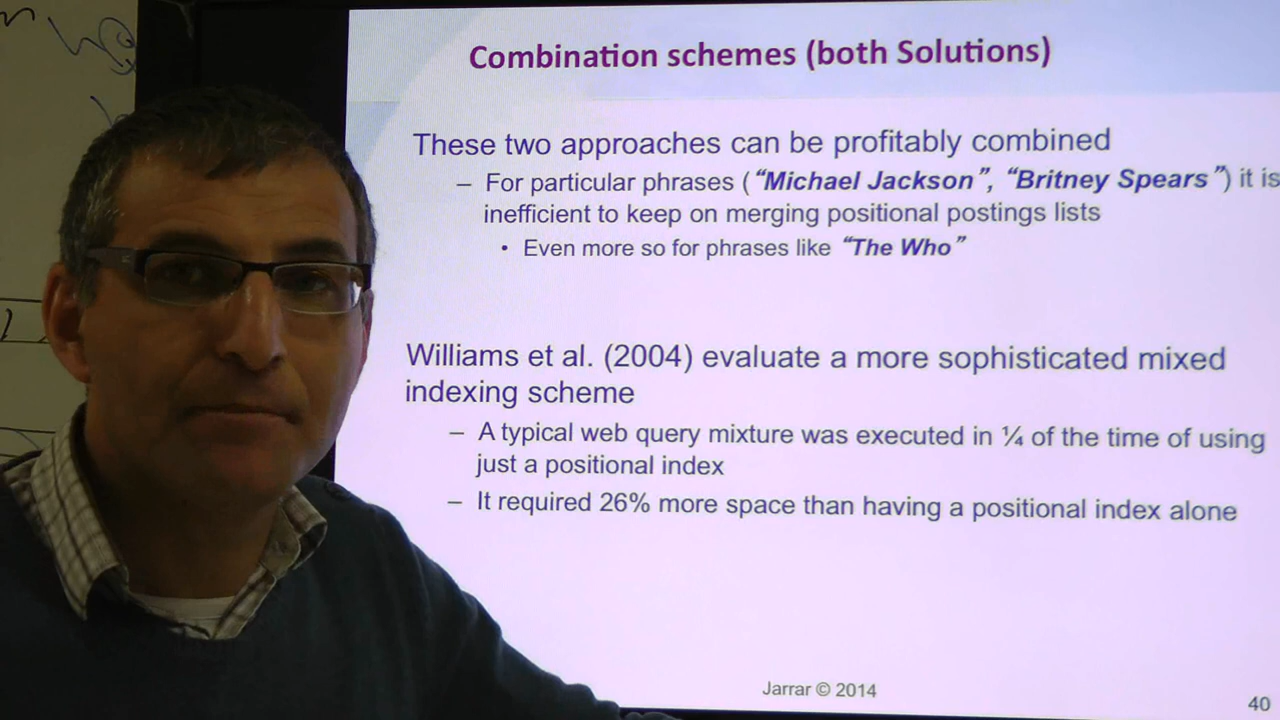 Combination schemes (both Solutions)
These two approaches can be profitably combined
– For particular phrases (“Michael Jackson”, “Britney Spears”) it is
inefficient to keep on merging positional postings lists
• Even more so for phrases like “The Who”
Williams et al. (2004) evaluate a more sophisticated mixed
indexing scheme
– A typical web query mixture was executed in ¼ of the time of using
just a positional index
– It required 26% more space than having a positional index alone
Jarrar © 2014
40